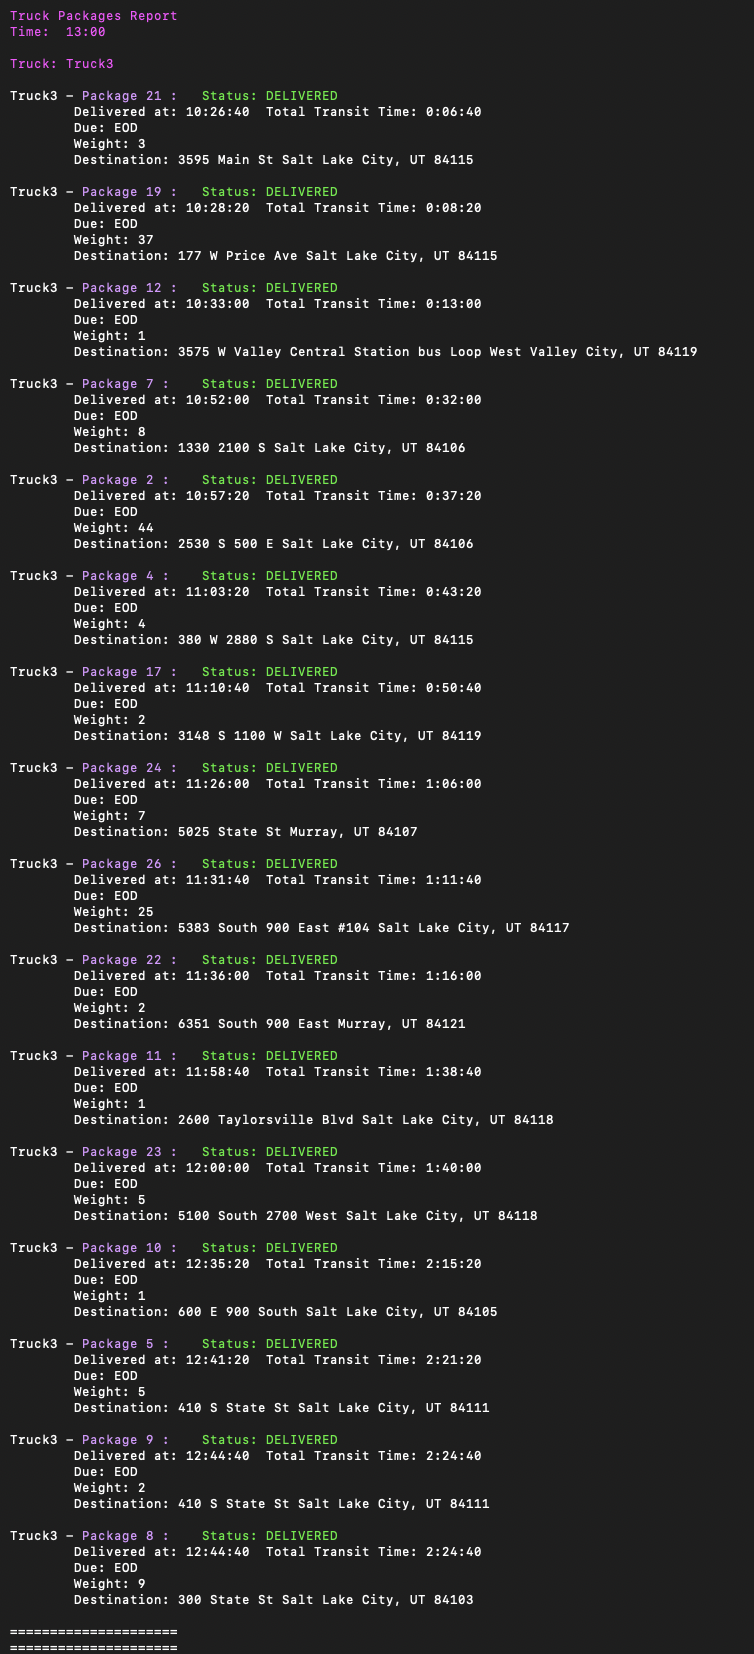 Truck Packages Report
Time:  13:00
Truck: Truck3
Truck3 – Package 21 :   Status: DELIVERED
Delivered at: 10:26:40  Total Transit Time: 0:06:40
Due: EOD
Weight: 3
Destination: 3595 Main St Salt Lake City, UT 84115
Truck3 – Package 19 :   Status: DELIVERED
Delivered at: 10:28:20  Total Transit Time: 0:08:20
Due: EOD
Weight: 37
Destination: 177 W Price Ave Salt Lake City, UT 84115
Truck3 – Package 12 :   Status: DELIVERED
Delivered at: 10:33:00  Total Transit Time: 0:13:00
Due: EOD
Weight: 1
Destination: 3575 W Valley Central Station bus Loop West Valley City, UT 84119
Truck3 – Package 7 :    Status: DELIVERED
Delivered at: 10:52:00  Total Transit Time: 0:32:00
Due: EOD
Weight: 8
Destination: 1330 2100 S Salt Lake City, UT 84106
Truck3 – Package 2 :    Status: DELIVERED
Delivered at: 10:57:20  Total Transit Time: 0:37:20
Due: EOD
Weight: 44
Destination: 2530 S 500 E Salt Lake City, UT 84106
Truck3 – Package 4 :    Status: DELIVERED
Delivered at: 11:03:20  Total Transit Time: 0:43:20
Due: EOD
Weight: 4
Destination: 380 W 2880 S Salt Lake City, UT 84115
Truck3 – Package 17 :   Status: DELIVERED
Delivered at: 11:10:40  Total Transit Time: 0:50:40
Due: EOD
Weight: 2
Destination: 3148 S 1100 W Salt Lake City, UT 84119
Truck3 – Package 24 :   Status: DELIVERED
Delivered at: 11:26:00  Total Transit Time: 1:06:00
Due: EOD
Weight: 7
Destination: 5025 State St Murray, UT 84107
Truck3 – Package 26 :   Status: DELIVERED
Delivered at: 11:31:40  Total Transit Time: 1:11:40
Due: EOD
Weight: 25
Destination: 5383 South 900 East #104 Salt Lake City, UT 84117
Truck3 – Package 22 :   Status: DELIVERED
Delivered at: 11:36:00  Total Transit Time: 1:16:00
Due: EOD
Weight: 2
Destination: 6351 South 900 East Murray, UT 84121
Truck3 – Package 11 :   Status: DELIVERED
Delivered at: 11:58:40  Total Transit Time: 1:38:40
Due: EOD
Weight: 1
Destination: 2600 Taylorsville Blvd Salt Lake City, UT 84118
Truck3 – Package 23 :   Status: DELIVERED
Delivered at: 12:00:00  Total Transit Time: 1:40:00
Due: EOD
Weight: 5
Destination: 5100 South 2700 West Salt Lake City, UT 84118
Truck3 – Package 10 :   Status: DELIVERED
Delivered at: 12:35:20  Total Transit Time: 2:15:20
Due: EOD
Weight: 1
Destination: 600 E 900 South Salt Lake City, UT 84105
Truck3 – Package 5 :    Status: DELIVERED
Delivered at: 12:41:20  Total Transit Time: 2:21:20
Due: EOD
Weight: 5
Destination: 410 S State St Salt Lake City, UT 84111
Truck3 – Package 9 :    Status: DELIVERED
Delivered at: 12:44:40  Total Transit Time: 2:24:40
Due: EOD
Weight: 2
Destination: 410 S State St Salt Lake City, UT 84111
Truck3 – Package 8 :    Status: DELIVERED
Delivered at: 12:44:40  Total Transit Time: 2:24:40
Due: EOD
Weight: 9
Destination: 300 State St Salt Lake City, UT 84103
=====================
=====================